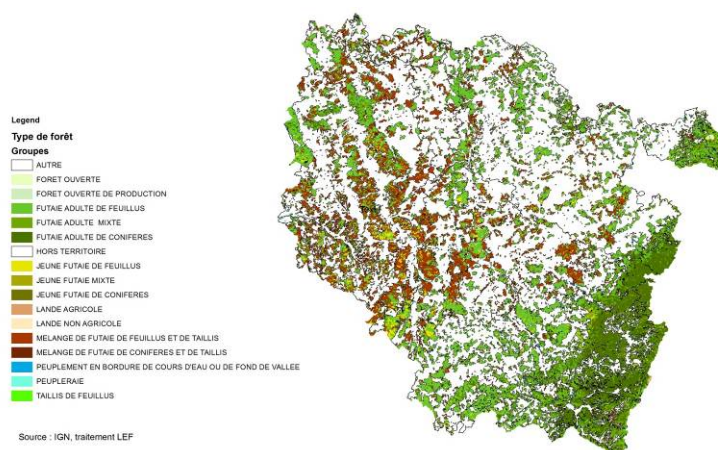 Legend
Type de forêt
Groupes
AUTRE
FORET OUVERTE
FORET OUVERTE DE PRODUCTION
FUTAIE ADULTE DE FEUILLUS
FUTAIE ADULTE MIXTE
FUTAIE ADULTE DE CONIFERES
HORS TERRITOIRE
JEUNE FUTAIE DE FEUILLUS
JEUNE FUTAIE MIXTE
JEUNE FUTAIE DE CONIFERES
LANDE AGRICOLE
LANDE NON AGRICOLE
MELANGE DE FUTAIE DE FEUILLUS ET DE TAILLIS
MELANGE DE FUTAIE DE CONIFERES ET DE TAILLIS
PEUPLEMENT EN BORDURE DE COURS D'EAU OU DE FOND DE VALLEE
PEUPLERAIE
TAILLIS DE FEUILLUS
Source : IGN, traitement LEF